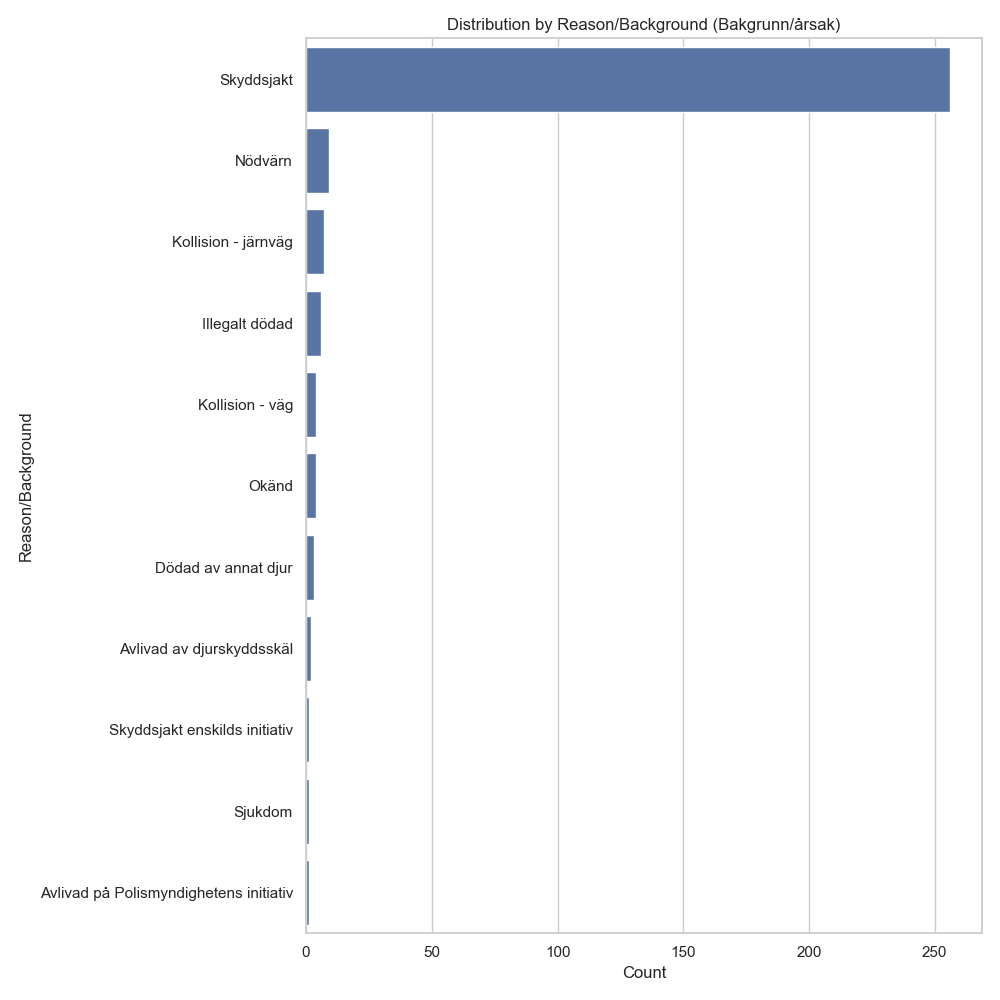 Distribution by Reason/Background (Bakgrunn/årsak)
Reason/Background
Skyddsjakt
Nödvärn
Kollision - järnväg
Illegalt dödad
Kollision - väg
Okänd
Dödad av annat djur
Avlivad av djurskyddsskäl
Skyddsjakt enskilds initiativ
Sjukdom
Avlivad på Polismyndighetens initiativ
0 50 100 150 200 250
Count